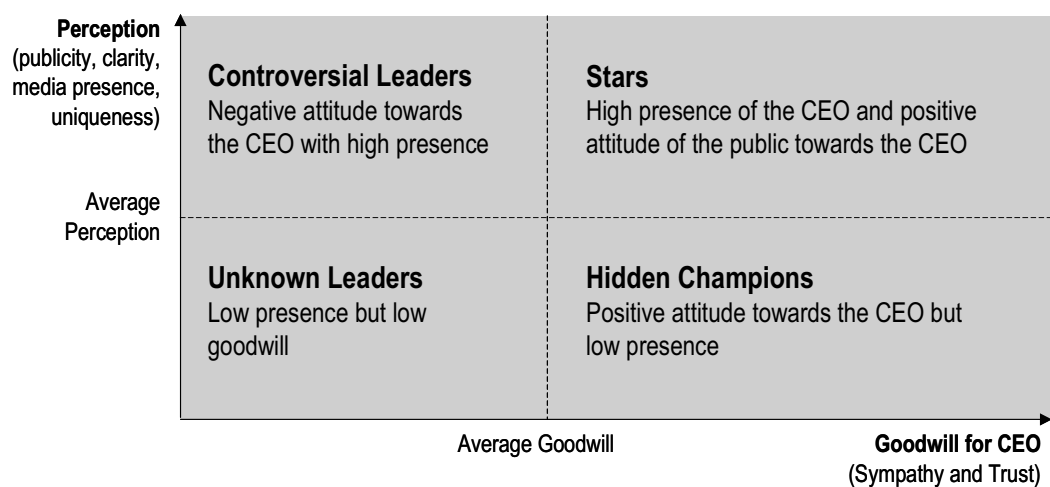 Perception
(publicity, clarity,
media presence,
uniqueness)
Controversial Leaders
Negative attitude towards
the CEO with high presence
Stars
High presence of the CEO and positive
attitude of the public towards the CEO
Average
Perception
Unknown Leaders
Low presence but low
goodwill
Hidden Champions
Positive attitude towards the CEO but
low presence
Average Goodwill
Goodwill for CEO
(Sympathy and Trust)